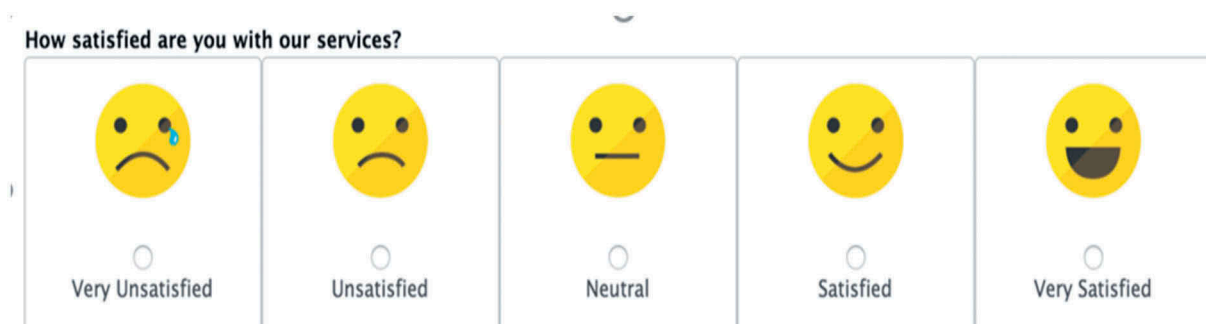 How satisfied are you with our services?
Very Unsatisfied
Unsatisfied
Neutral
Satisfied
Very Satisfied